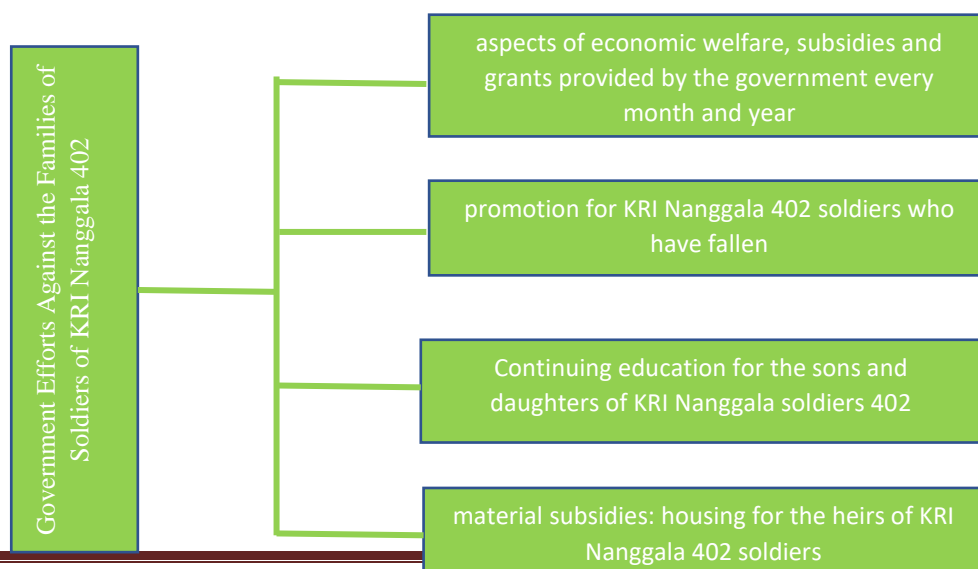 Government Efforts Against the Families of
Soldiers of KRI Nanggala 402
aspects of economic welfare, subsidies and
grants provided by the government every
month and year
promotion for KRI Nanggala 402 soldiers who
have fallen
Continuing education for the sons and
daughters of KRI Nanggala soldiers 402
material subsidies: housing for the heirs of KRI
Nanggala 402 soldiers